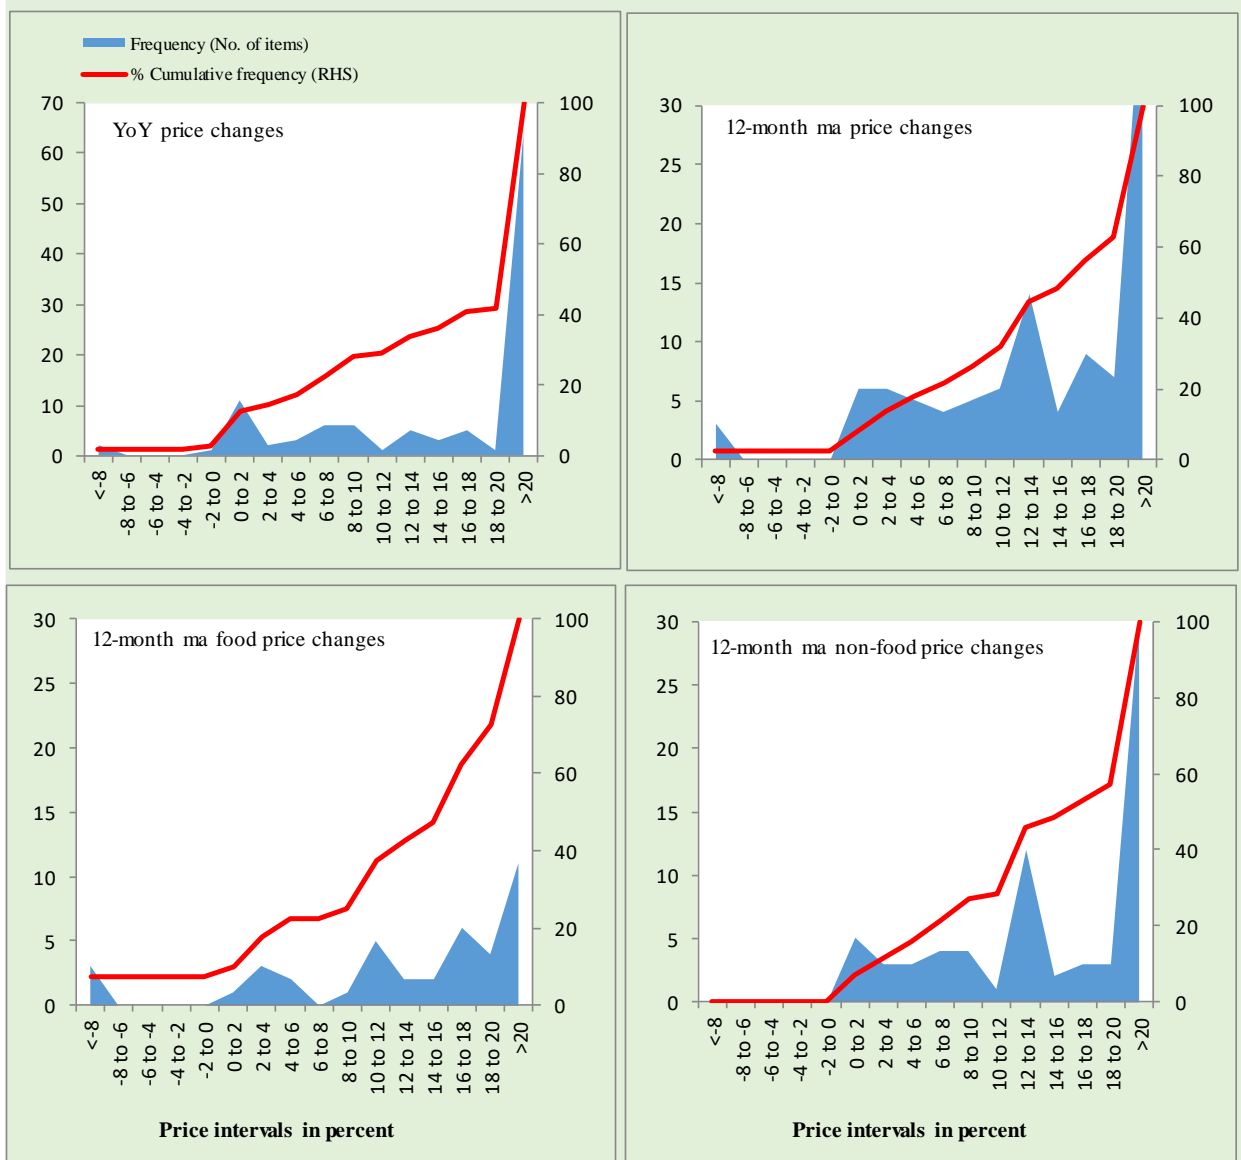 Frequency (No. of items)
% Cumulative frequency (RHS)
YoY price changes
70
60
50
40
30
20
10
0
100
80
60
40
20
0
<-8
-8 to -6
-6 to -4
-4 to -2
-2 to 0
0 to 2
2 to 4
4 to 6
6 to 8
8 to 10
10 to 12
12 to 14
14 to 16
16 to 18
18 to 20
>20
12-month ma price changes
30
25
20
15
10
5
0
100
80
60
40
20
0
<-8
-8 to -6
-6 to -4
-4 to -2
-2 to 0
0 to 2
2 to 4
4 to 6
6 to 8
8 to 10
10 to 12
12 to 14
14 to 16
16 to 18
18 to 20
>20
12-month ma food price changes
30
25
20
15
10
5
0
100
80
60
40
20
0
<-8
-8 to -6
-6 to -4
-4 to -2
-2 to 0
0 to 2
2 to 4
4 to 6
6 to 8
8 to 10
10 to 12
12 to 14
14 to 16
16 to 18
18 to 20
>20
Price intervals in percent
12-month ma non-food price changes
30
25
20
15
10
5
0
100
80
60
40
20
0
<-8
-8 to -6
-6 to -4
-4 to -2
-2 to 0
0 to 2
2 to 4
4 to 6
6 to 8
8 to 10
10 to 12
12 to 14
14 to 16
16 to 18
18 to 20
>20
Price intervals in percent